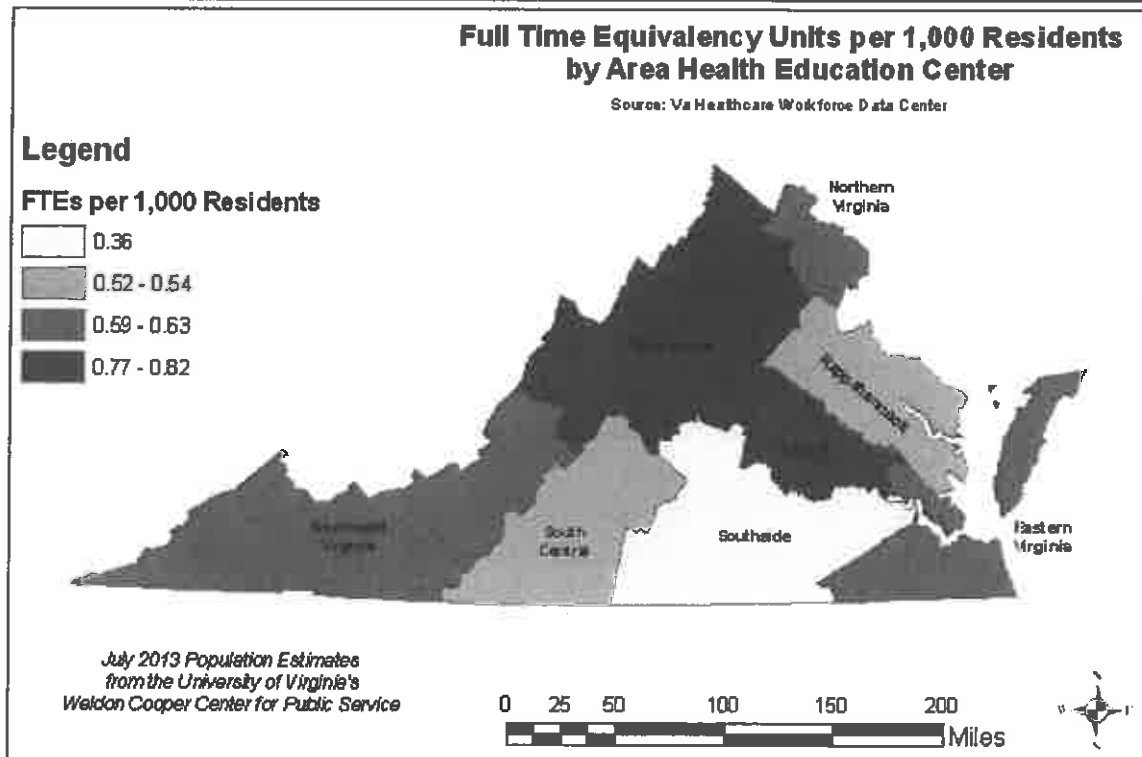 Full Time Equivalency Units per 1,000 Residents
by Area Health Education Center
Source: Va Healthcare Workforce Data Center
Legend
FTEs per 1,000 Residents
0.36
0.52 - 0.54
0.59 - 0.63
0.77 - 0.82
Northern
Virginia
Rappahannock
Southwest
Virginia
South
Central
Southside
Eastern
Virginia
July 2013 Population Estimates
from the University of Virginia's
Weldon Cooper Center for Public Service
0 25 50 100 150 200
Miles
W E